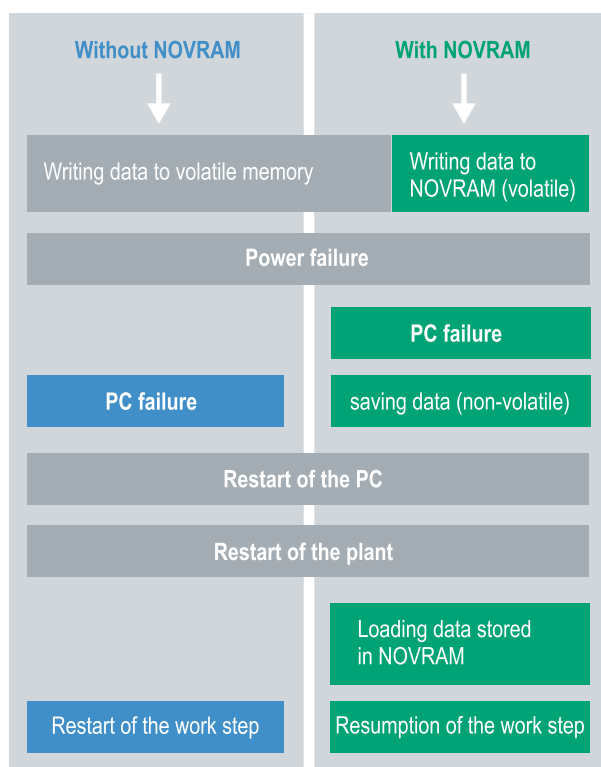 Without NOVRAM
With NOVRAM
Writing data to volatile memory
Writing data to
NOVRAM (volatile)
Power failure
PC failure
PC failure
saving data (non-volatile)
Restart of the PC
Restart of the plant
Loading data stored
in NOVRAM
Restart of the work step
Resumption of the work step